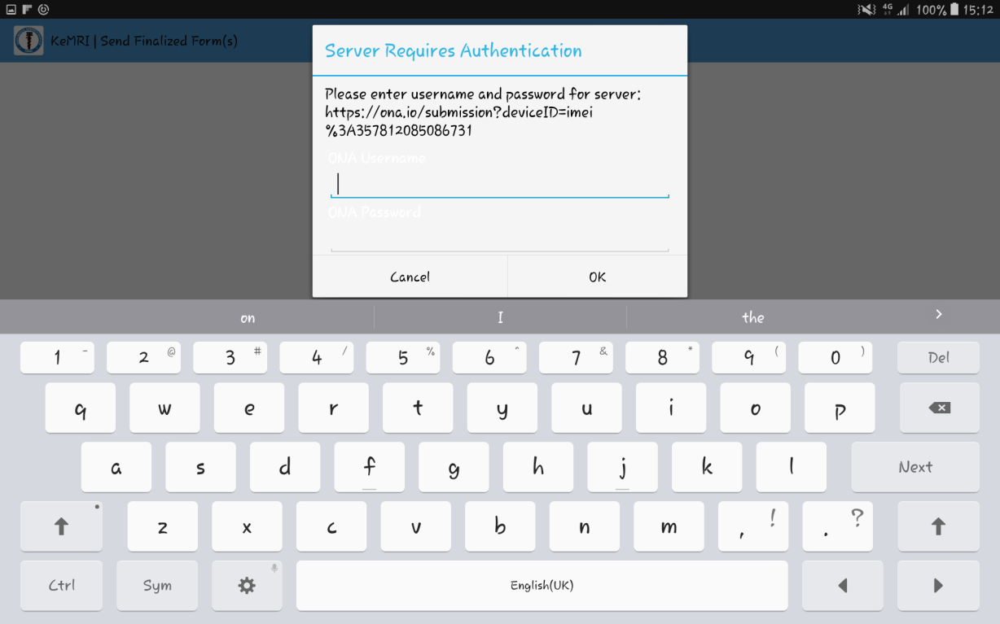 4G 100% 15:12
KeMRI | Send Finalized Form(s)
Server Requires Authentication
Please enter username and password for server:
https://ona.io/submission?deviceID=imei
%3A357812085086731
ONA Username
ONA Password
Cancel OK
on I the
1 - 2 @ 3 # 4 / 5 % 6 ^ 7 & 8 * 9 ( 0 ) Del
q w e r t y u i o p
a s d f g h j k l Next
z x c v b n m , ! . ?
Ctrl Sym English(UK)